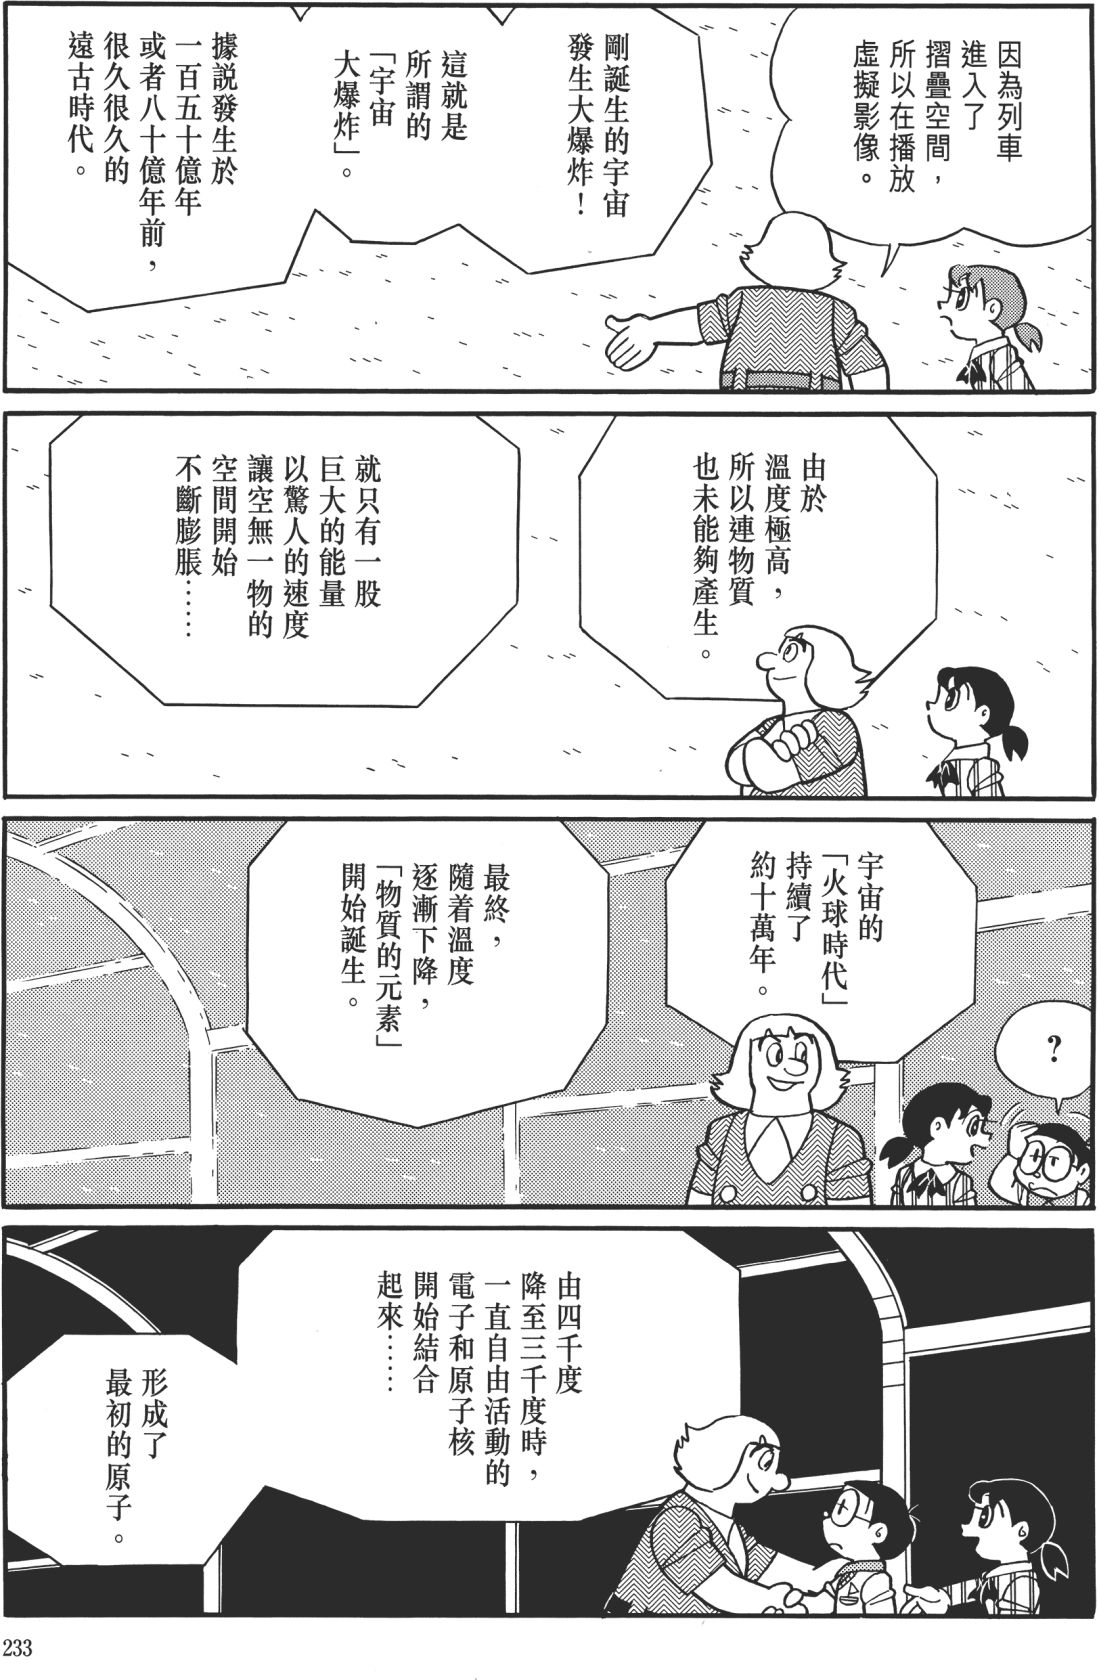 因為列車
進入了
摺疊空間，
所以在播放
虛擬影像。
剛誕生的宇宙
發生大爆炸！
這就是
所謂的
「宇宙
大爆炸」。
據說發生於
一百五十億年
或者八十億年前，
很久很久的
遠古時代。
由於
溫度極高，
所以連物質
也未能夠產生。
就只有一股
巨大的能量
以驚人的速度
讓空無一物的
空間開始
不斷膨脹……
宇宙的
「火球時代」
持續了
約十萬年。
？
最終，
隨着溫度
逐漸下降，
「物質的元素」
開始誕生。
由四千度
降至三千度時，
一直自由活動的
電子和原子核
開始結合
起來……
形成了
最初的原子。
233